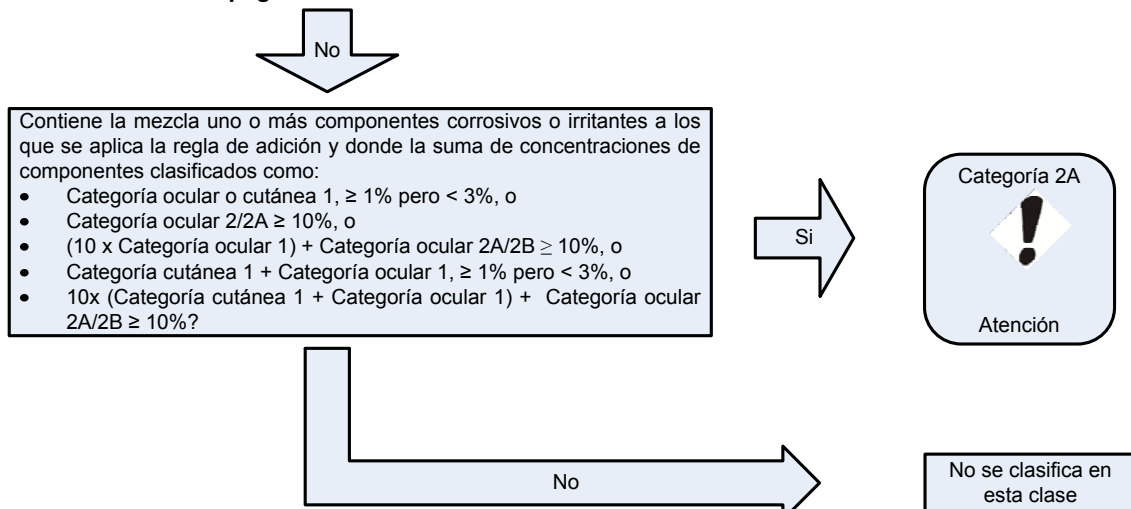 No
Contiene la mezcla uno o más componentes corrosivos o irritantes a los
que se aplica la regla de adición y donde la suma de concentraciones de
componentes clasificados como:
• Categoría ocular o cutánea 1, ≥ 1% pero < 3%, o
• Categoría ocular 2/2A ≥ 10%, o
• (10 x Categoría ocular 1) + Categoría ocular 2A/2B ≥ 10%, o
• Categoría cutánea 1 + Categoría ocular 1, ≥ 1% pero < 3%, o
• 10x (Categoría cutánea 1 + Categoría ocular 1) + Categoría ocular
2A/2B ≥ 10%?
Si
Categoría 2A
Atención
No
No se clasifica en
esta clase